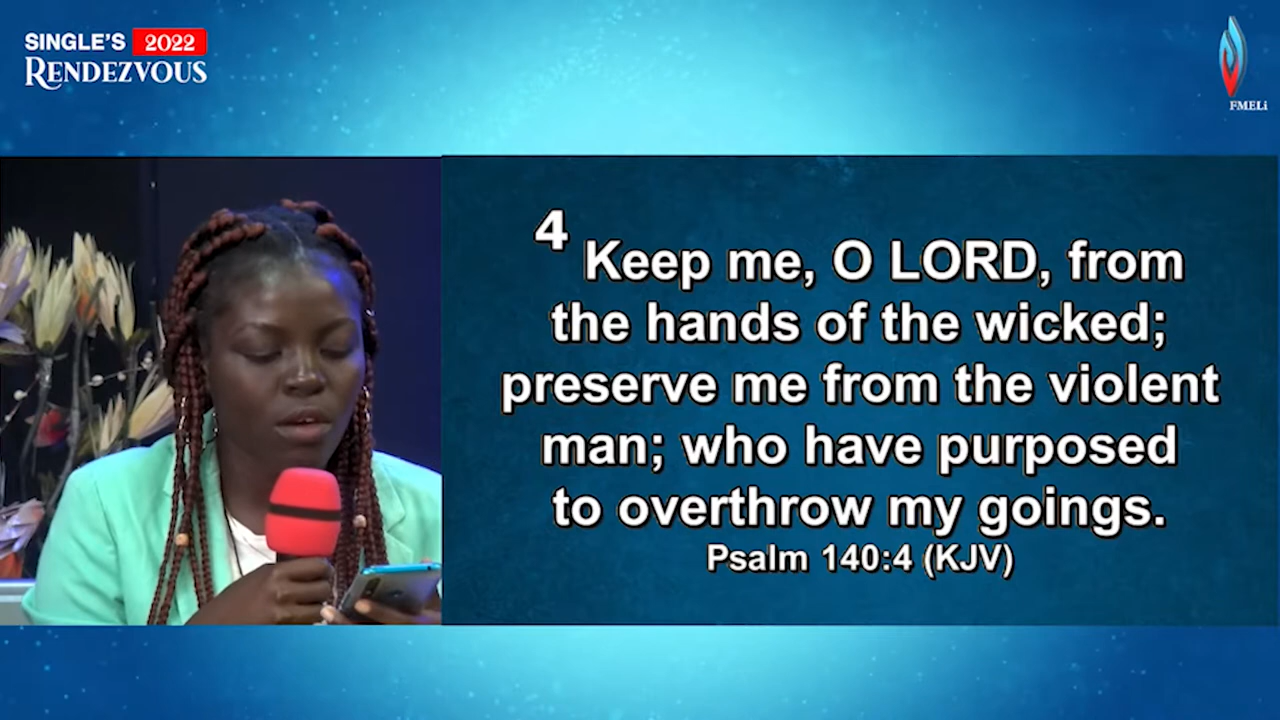 SINGLE'S 2022
RENDEZVOUS
FMELi
4 Keep me, O LORD, from
the hands of the wicked;
preserve me from the violent
man; who have purposed
to overthrow my goings.
Psalm 140:4 (KJV)